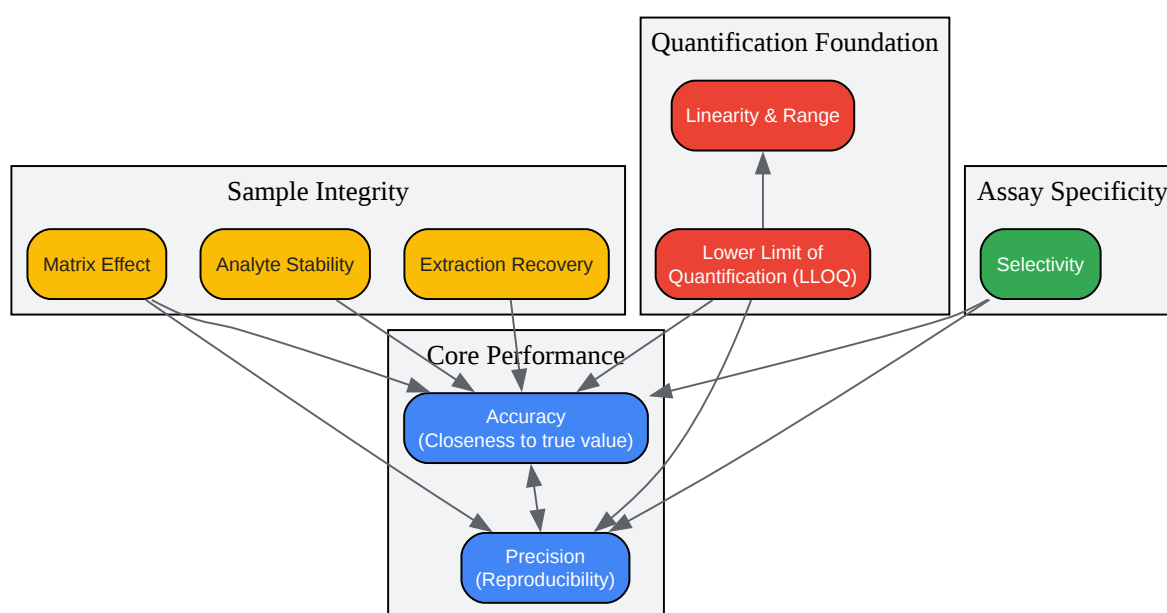 Quantification Foundation
Linearity & Range
Sample Integrity
Assay Specificity
Matrix Effect
Analyte Stability
Extraction Recovery
Lower Limit of
Quantification (LLOQ)
Selectivity
Core Performance
Accuracy
(Closeness to true value)
Precision
(Reproducibility)